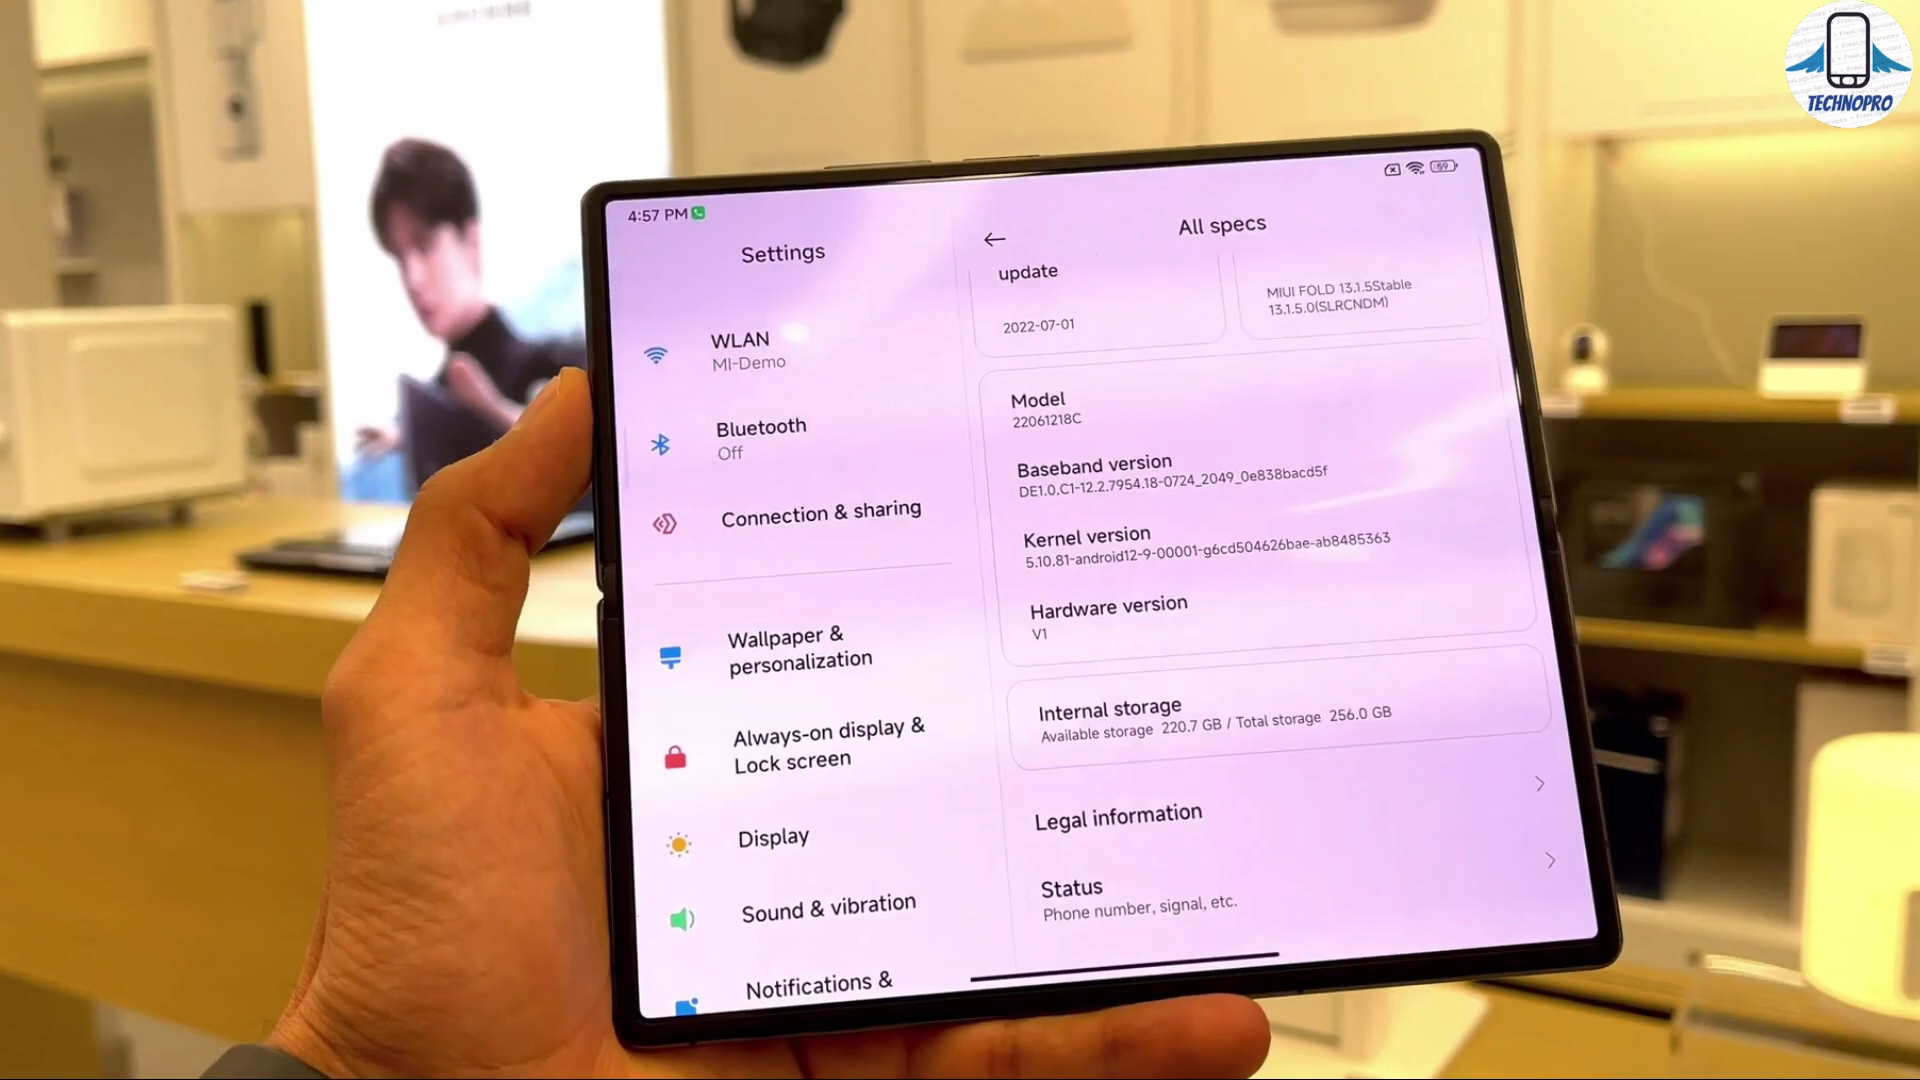 TECHNOPRO
4:57 PM
59
Settings
WLAN
MI-Demo
Bluetooth
Off
Connection & sharing
Wallpaper &
personalization
Always-on display &
Lock screen
Display
Sound & vibration
Notifications &
All specs
update
2022-07-01
MIUI FOLD 13.1.5Stable
13.1.5.0(SLRCNDM)
Model
22061218C
Baseband version
DE1.0.C1-12.2.7954.18-0724_2049_0e838bacd5f
Kernel version
5.10.81-android12-9-00001-g6cd504626bae-ab8485363
Hardware version
V1
Internal storage
Available storage 220.7 GB / Total storage 256.0 GB
Legal information
Status
Phone number, signal, etc.